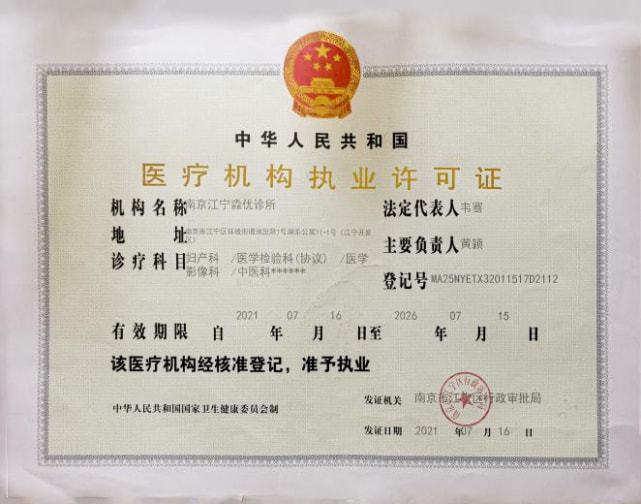 中华人民共和国
医疗机构执业许可证
机构名称 南京江宁淼优诊所
法定代表人 韦骞
地 址
主要负责人 黄颖
诊疗科目 妇产科 /医学检验科(协议) /医学
影像科 /中医科******
登记号 MA25NYETX32011517D2112
有效期限 自 2021 年 07 月 16 日至 2026 年 07 月 15 日
该医疗机构经核准登记，准予执业
中华人民共和国国家卫生健康委员会制
发证机关 南京市江宁区行政审批局
发证日期 2021 年 07 月 16 日